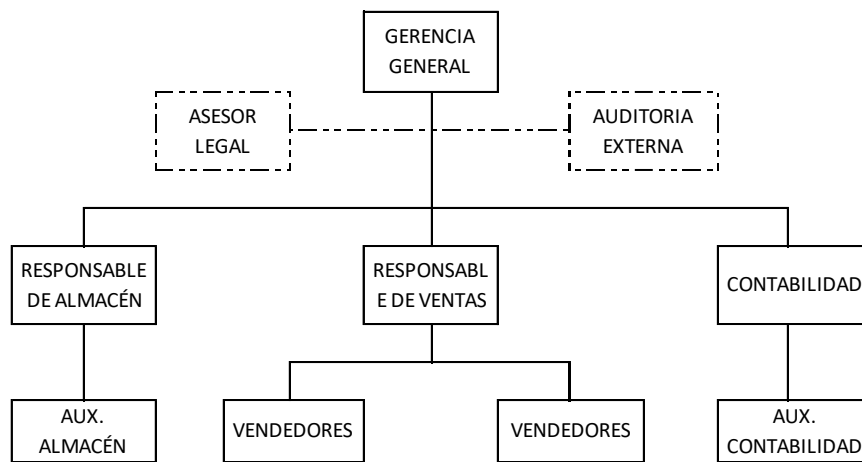 GERENCIA
GENERAL
ASESOR
LEGAL
AUDITORIA
EXTERNA
RESPONSABLE
DE ALMACÉN
RESPONSABL
E DE VENTAS
CONTABILIDAD
AUX.
ALMACÉN
VENDEDORES
VENDEDORES
AUX.
CONTABILIDAD